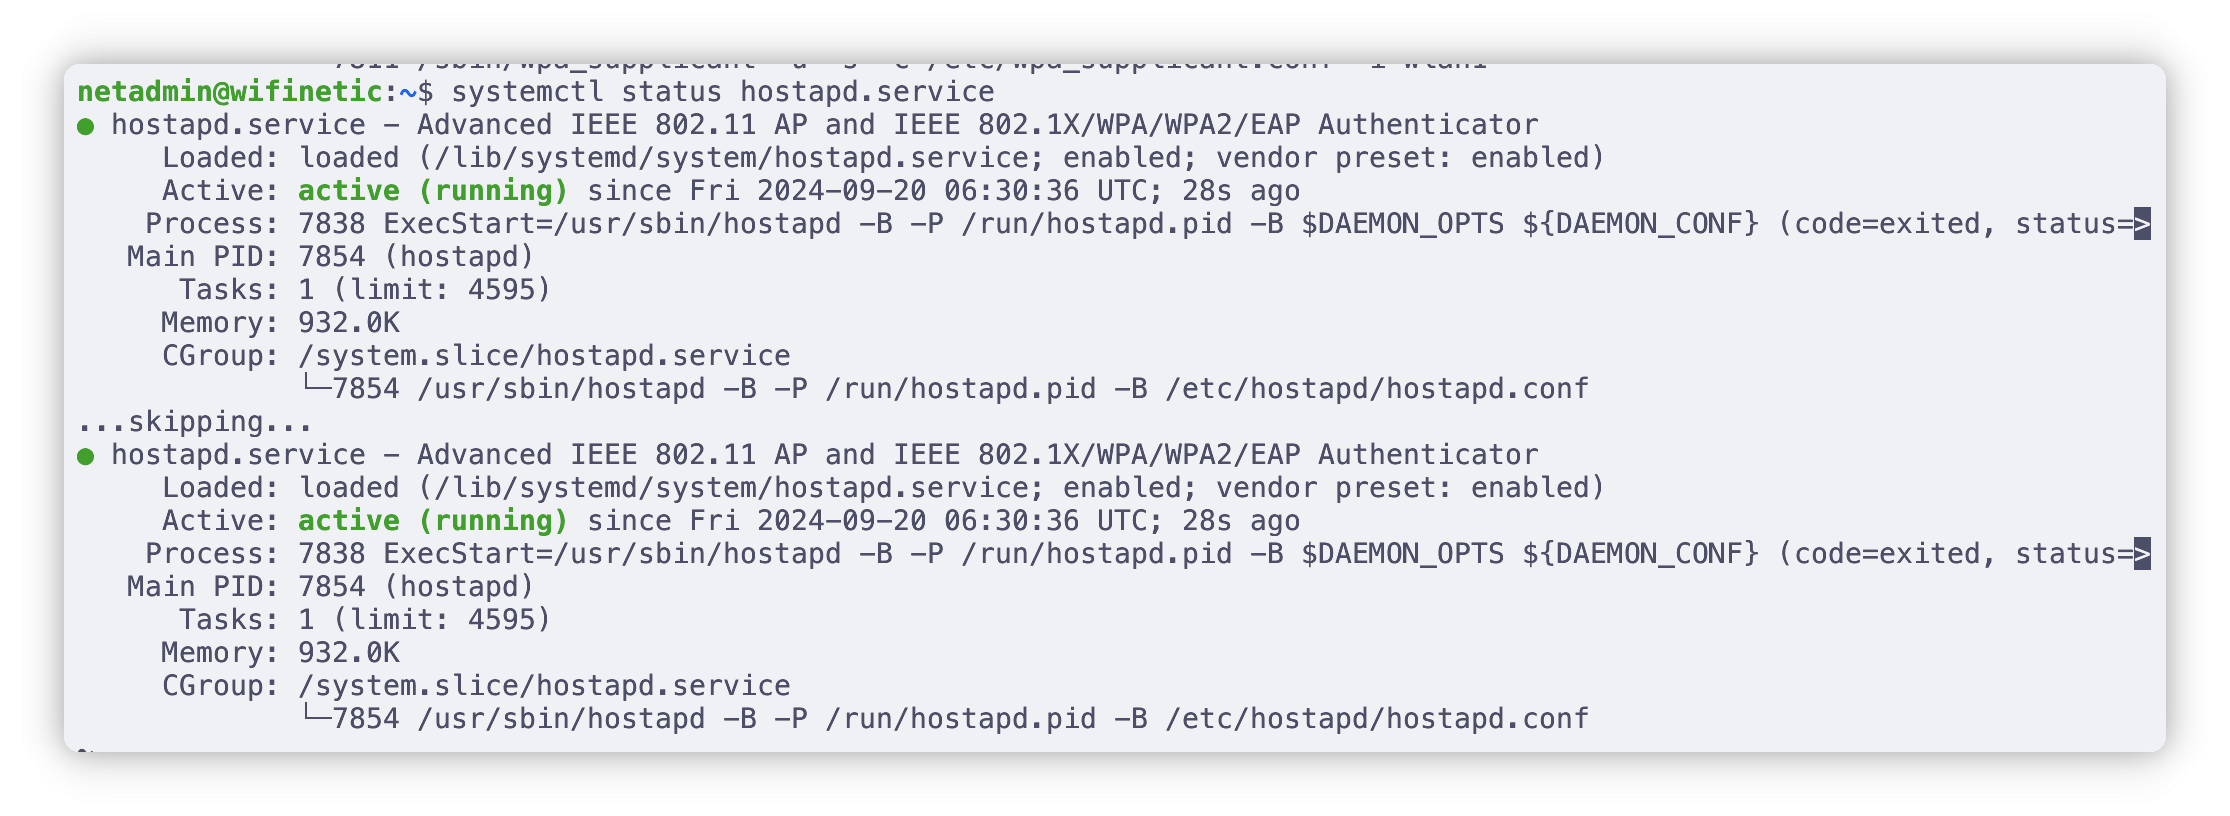 7811 /sbin/wpa_supplicant -u -s -c /etc/wpa_supplicant.conf -i wlan1
netadmin@wifinetic:~$ systemctl status hostapd.service
● hostapd.service - Advanced IEEE 802.11 AP and IEEE 802.1X/WPA/WPA2/EAP Authenticator
     Loaded: loaded (/lib/systemd/system/hostapd.service; enabled; vendor preset: enabled)
     Active: active (running) since Fri 2024-09-20 06:30:36 UTC; 28s ago
    Process: 7838 ExecStart=/usr/sbin/hostapd -B -P /run/hostapd.pid -B $DAEMON_OPTS ${DAEMON_CONF} (code=exited, status=>
   Main PID: 7854 (hostapd)
      Tasks: 1 (limit: 4595)
     Memory: 932.0K
     CGroup: /system.slice/hostapd.service
             └─7854 /usr/sbin/hostapd -B -P /run/hostapd.pid -B /etc/hostapd/hostapd.conf
...skipping...
● hostapd.service - Advanced IEEE 802.11 AP and IEEE 802.1X/WPA/WPA2/EAP Authenticator
     Loaded: loaded (/lib/systemd/system/hostapd.service; enabled; vendor preset: enabled)
     Active: active (running) since Fri 2024-09-20 06:30:36 UTC; 28s ago
    Process: 7838 ExecStart=/usr/sbin/hostapd -B -P /run/hostapd.pid -B $DAEMON_OPTS ${DAEMON_CONF} (code=exited, status=>
   Main PID: 7854 (hostapd)
      Tasks: 1 (limit: 4595)
     Memory: 932.0K
     CGroup: /system.slice/hostapd.service
             └─7854 /usr/sbin/hostapd -B -P /run/hostapd.pid -B /etc/hostapd/hostapd.conf